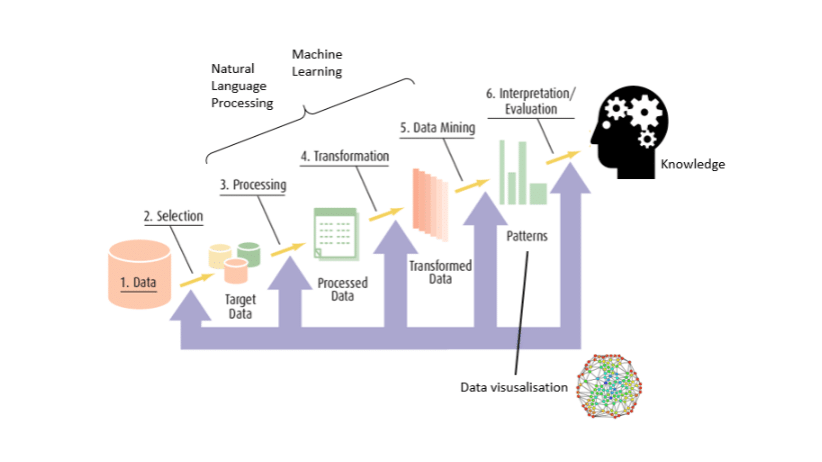 Machine
Learning
Natural
Language
Processing
6. Interpretation/
Evaluation
5. Data Mining
4. Transformation
Knowledge
3. Processing
2. Selection
Patterns
1. Data
Transformed
Data
Processed
Data
Target
Data
Data visusalisation